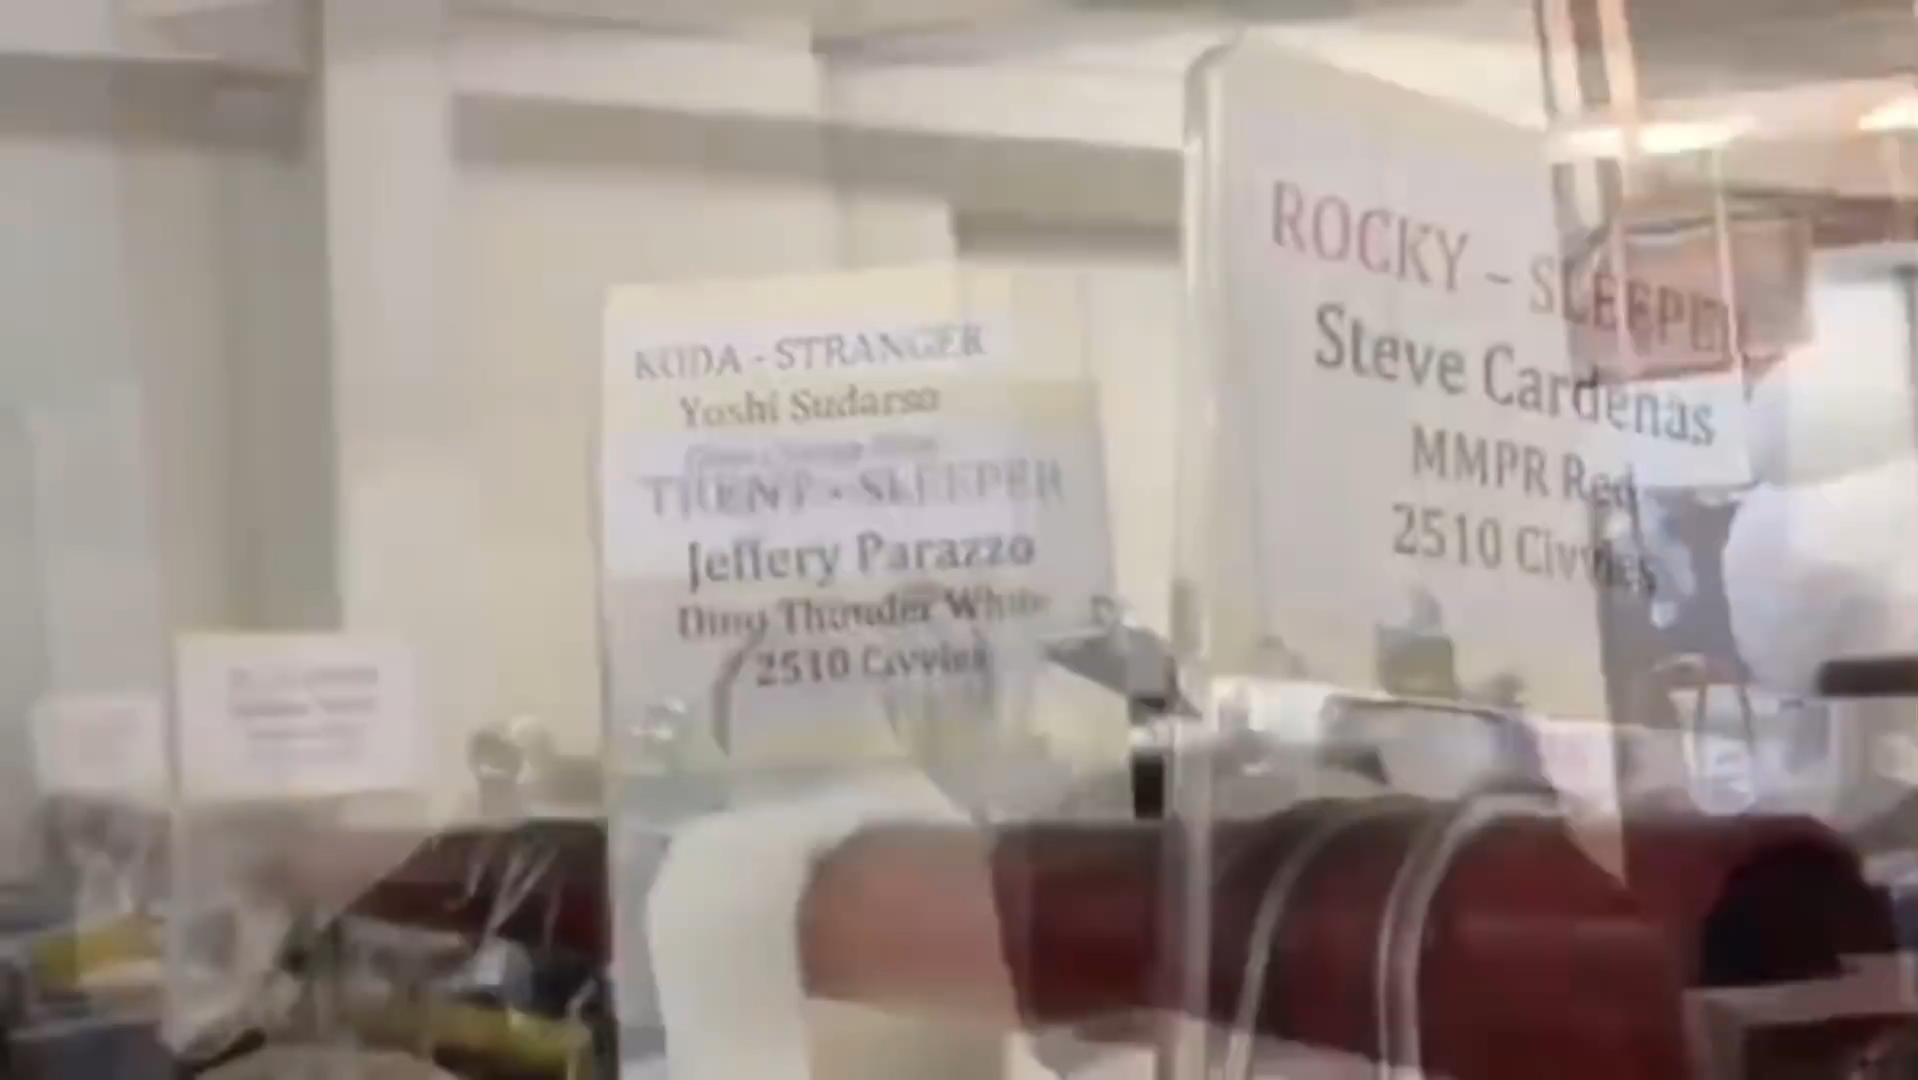 KODA - STRANGER
Yoshi Sudarso
TRENT - SLEEPER
Jeffery Parazzo
Dino Thunder White
2510 Civvies
ROCKY - SLEEPER
Steve Cardenas
MMPR Red
2510 Civvies